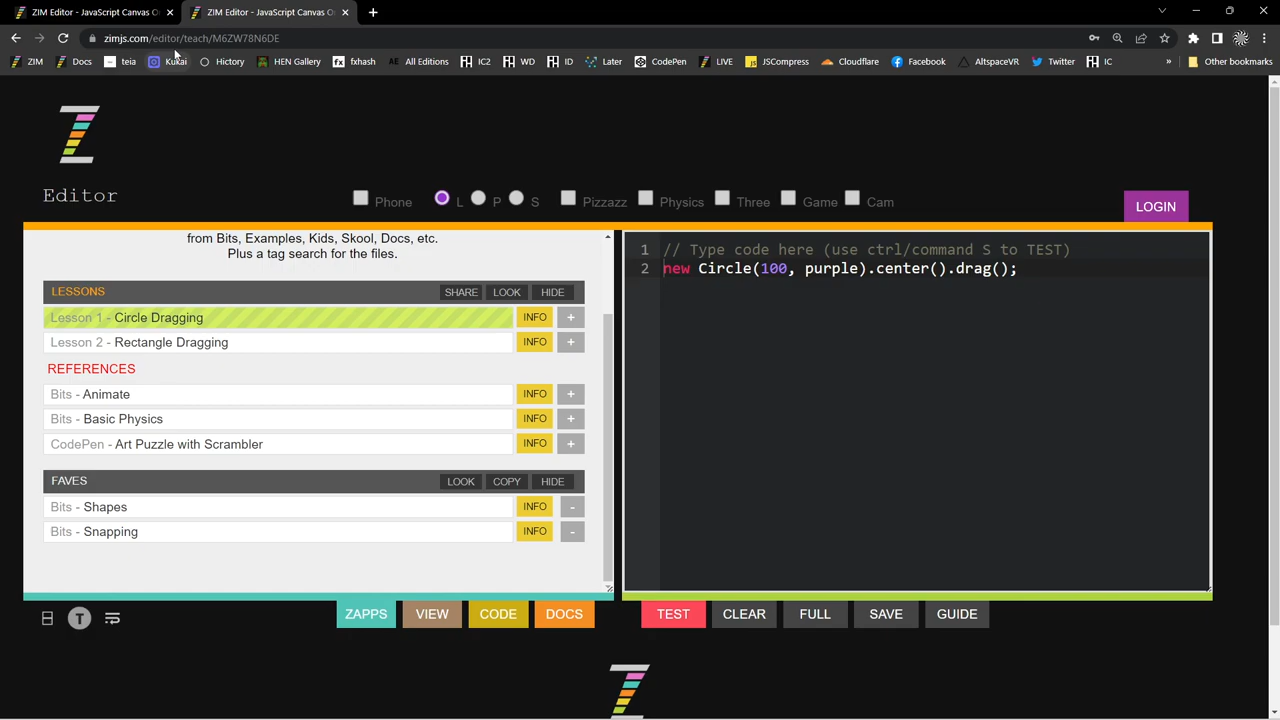 ZIM Editor - JavaScript Canvas O
ZIM Editor - JavaScript Canvas O
zimjs.com/editor/teach/M6ZW78N6DE
ZIM
Docs
teia
Kukai
Hictory
HEN Gallery
fx fxhash
AE All Editions
IC2
WD
ID
Later
CodePen
LIVE
JS JSCompress
Cloudflare
Facebook
AltspaceVR
Twitter
IC
»
Other bookmarks
Editor
Phone
L
P
S
Pizzazz
Physics
Three
Game
Cam
LOGIN
from Bits, Examples, Kids, Skool, Docs, etc.
Plus a tag search for the files.
LESSONS SHARE LOOK HIDE
Lesson 1 - Circle Dragging INFO +
Lesson 2 - Rectangle Dragging INFO +
REFERENCES
Bits - Animate INFO +
Bits - Basic Physics INFO +
CodePen - Art Puzzle with Scrambler INFO +
FAVES LOOK COPY HIDE
Bits - Shapes INFO -
Bits - Snapping INFO -
1 // Type code here (use ctrl/command S to TEST)
2 new Circle(100, purple).center().drag();
T
ZAPPS VIEW CODE DOCS
TEST CLEAR FULL SAVE GUIDE